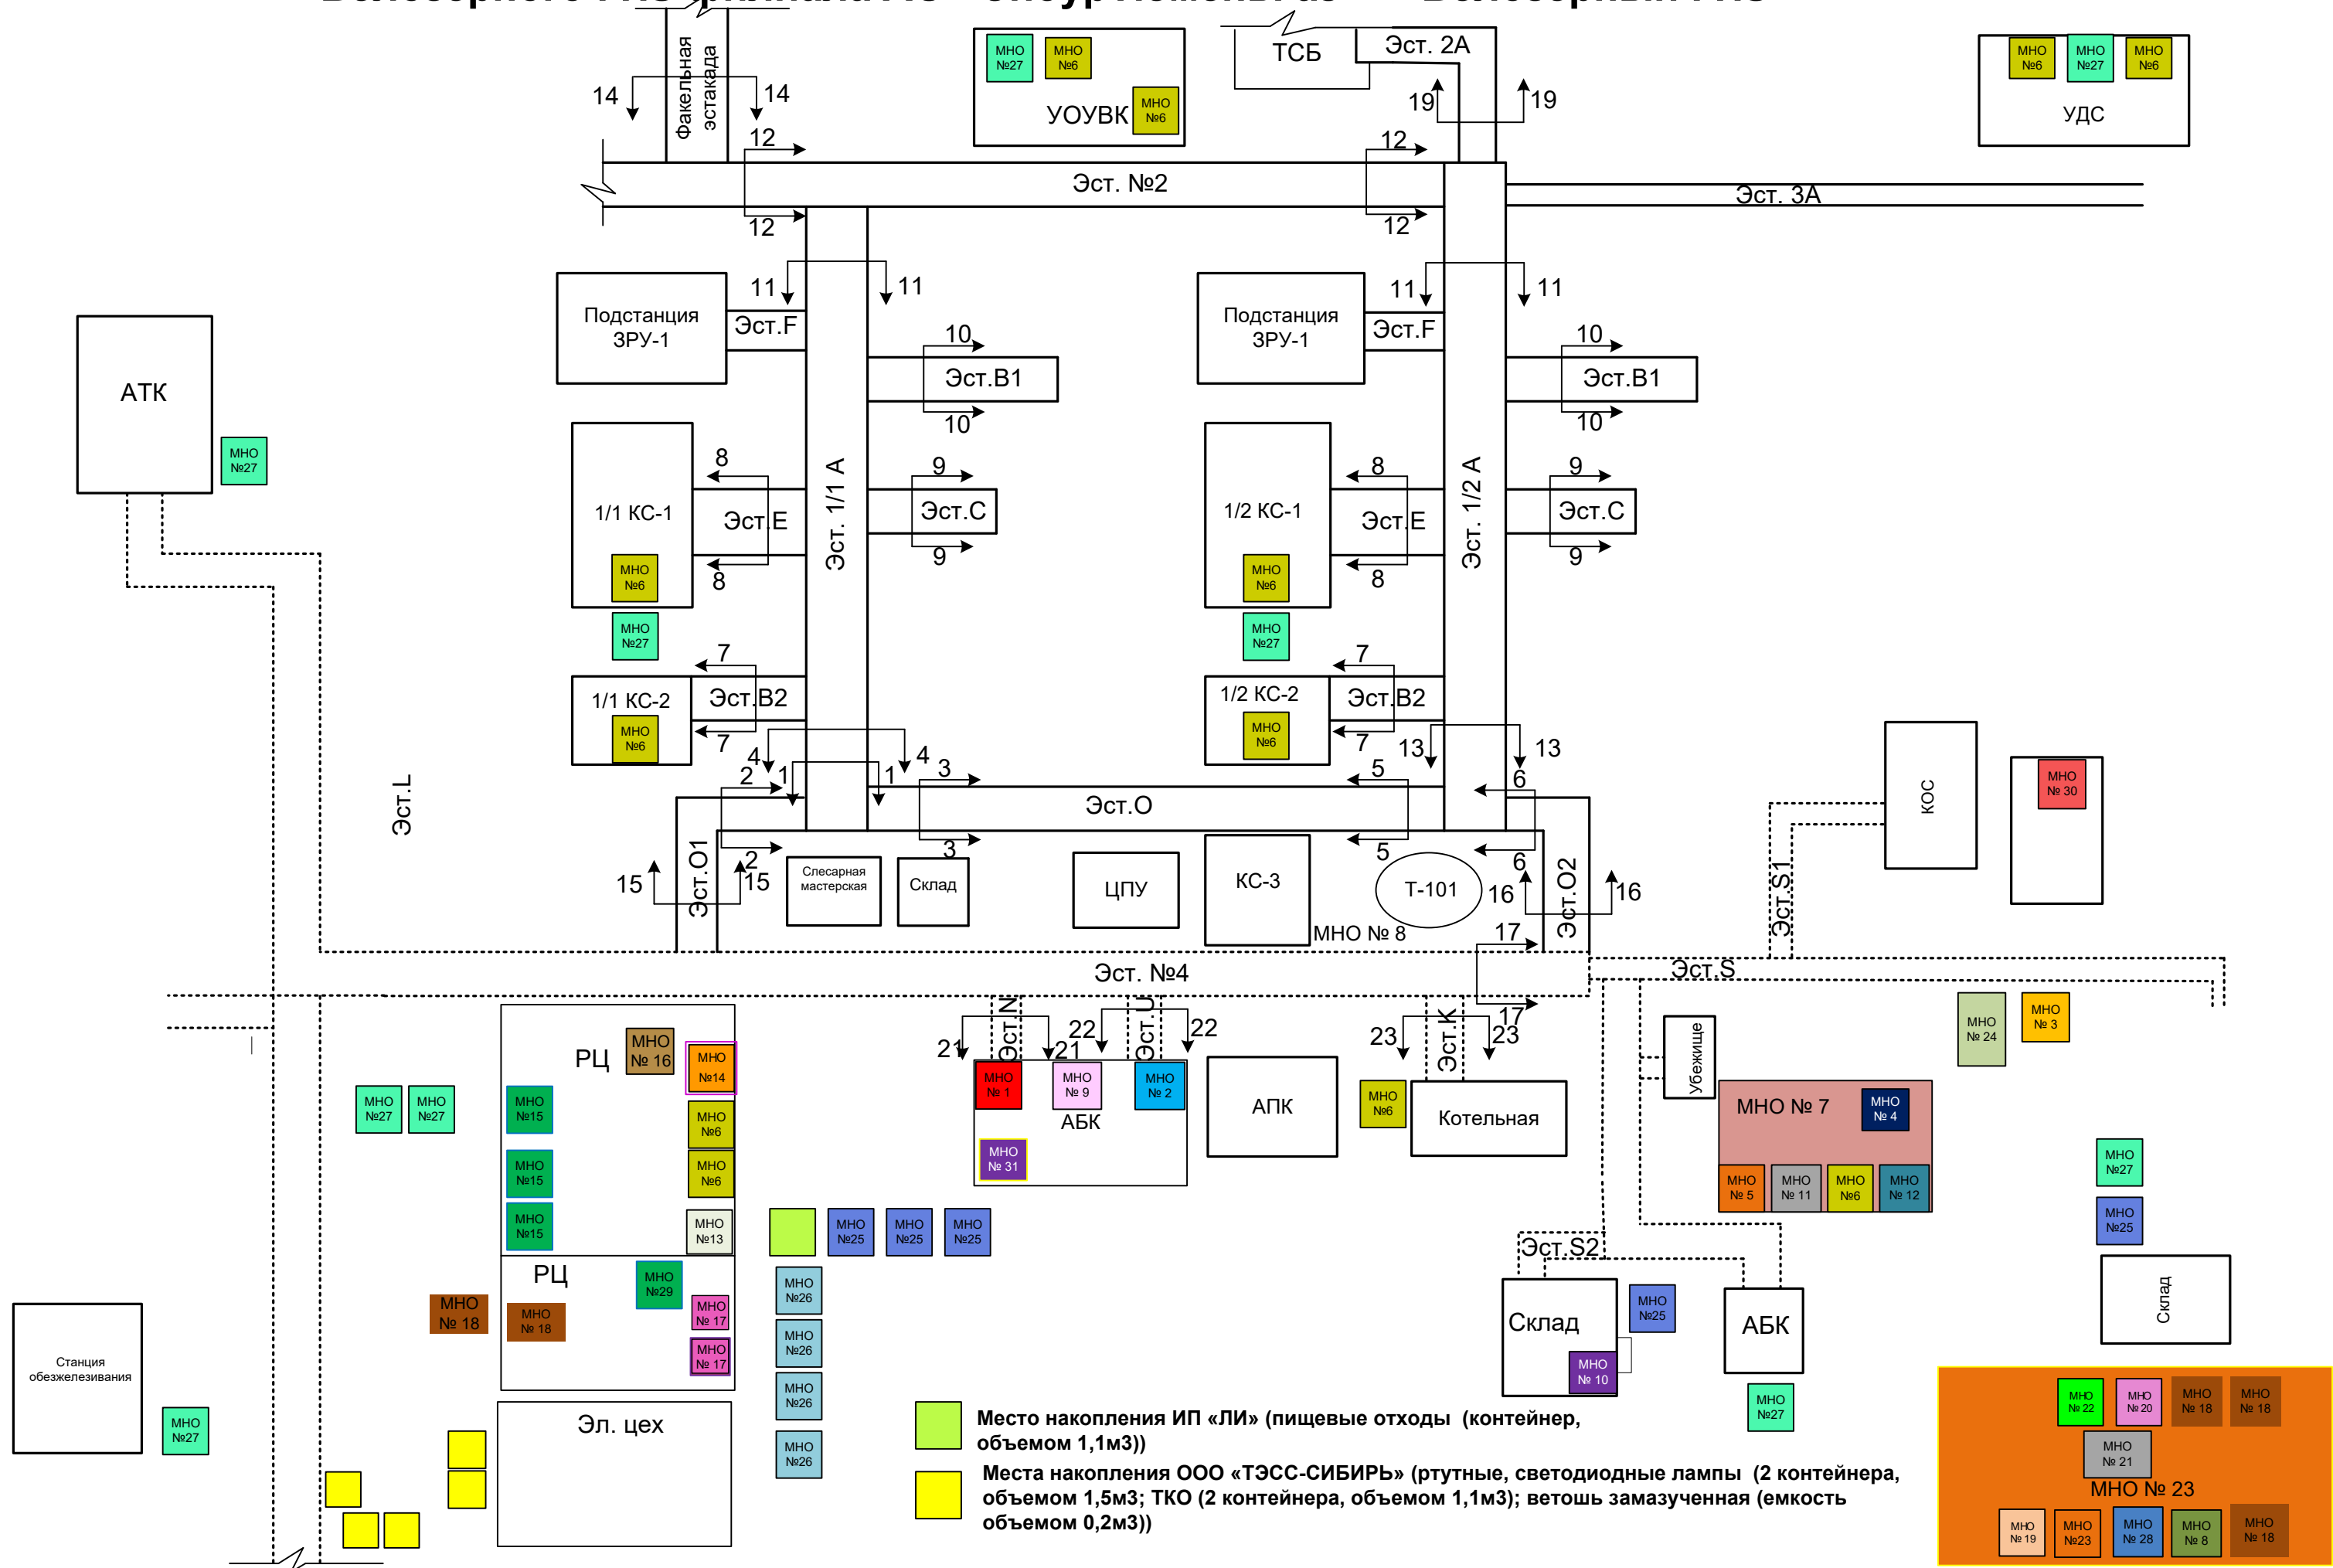 Факельная
эстакада
14
14
МНО
№27
МНО
№6
УОУВК
МНО
№6
ТСБ
Эст. 2А
19
19
МНО
№6
МНО
№27
МНО
№6
УДС
12
12
Эст. №2
12
12
Эст. 3А
11
11
11
11
Подстанция
ЗРУ-1
Эст.F
Подстанция
ЗРУ-1
Эст.F
10
Эст.В1
10
10
Эст.В1
10
АТК
МНО
№27
8
1/1 КС-1
Эст.Е
8
МНО
№6
МНО
№27
Эст. 1/1 А
9
Эст.С
9
8
1/2 КС-1
Эст.Е
8
МНО
№6
МНО
№27
Эст. 1/2 А
9
Эст.С
9
7
1/1 КС-2
Эст.В2
МНО
№6
7
7
1/2 КС-2
Эст.В2
МНО
№6
7
4
4
13
13
2
1
1
3
5
6
Эст.L
Эст.О
2
3
5
6
Эст.О1
15
15
Слесарная
мастерская
Склад
ЦПУ
КС-3
Т-101
16
16
Эст.О2
МНО № 8
17
КОС
МНО
№ 30
Эст.S1
Эст. №4
Эст.S
17
Эст.N
21
21
Эст.U
22
22
Эст.К
23
23
РЦ
МНО
№ 16
МНО
№14
МНО
№27
МНО
№27
МНО
№15
МНО
№6
МНО
№15
МНО
№6
МНО
№15
МНО
№13
МНО
№ 1
МНО
№ 9
МНО
№ 2
АБК
МНО
№ 31
АПК
МНО
№6
Котельная
Убежище
МНО
№ 24
МНО
№ 3
МНО № 7
МНО
№ 4
МНО
№ 5
МНО
№ 11
МНО
№6
МНО
№ 12
МНО
№27
МНО
№25
Склад
МНО
№25
МНО
№25
МНО
№25
РЦ
МНО
№29
МНО
№ 18
МНО
№ 18
МНО
№ 17
МНО
№ 17
МНО
№26
МНО
№26
МНО
№26
МНО
№26
Эст.S2
Склад
МНО
№25
МНО
№ 10
АБК
МНО
№27
Станция
обезжелезивания
МНО
№27
Эл. цех
Место накопления ИП «ЛИ» (пищевые отходы (контейнер,
объемом 1,1м3))
Места накопления ООО «ТЭСС-СИБИРЬ» (ртутные, светодиодные лампы (2 контейнера,
объемом 1,5м3; ТКО (2 контейнера, объемом 1,1м3); ветошь замазученная (емкость
объемом 0,2м3))
МНО
№ 22
МНО
№ 20
МНО
№ 18
МНО
№ 18
МНО
№ 21
МНО № 23
МНО
№ 19
МНО
№23
МНО
№ 28
МНО
№ 8
МНО
№ 18